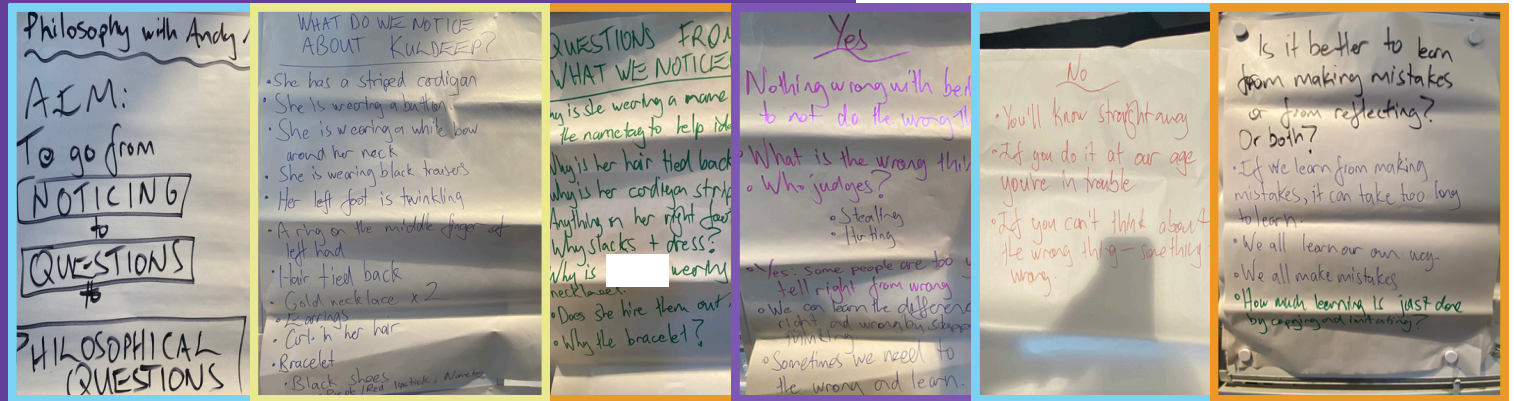 Philosophy with Andy
AIM:
To go from
NOTICING
to
QUESTIONS
to
PHILOSOPHICAL
QUESTIONS
WHAT DO WE NOTICE
ABOUT KULDEEP?
• She has a striped cardigan
• She is wearing a button
• She is wearing a white bow
around her neck
• She is wearing black trousers
• Her left foot is twinkling
• A ring on the middle finger of
left hand
• Hair tied back
• Gold necklace x 2
• Earrings
• Curl in her hair
• Bracelet
• Black shoes
QUESTIONS FROM
WHAT WE NOTICED
is she wearing a name
the nametag to help
Why is her hair tied back
Why is her cardigan
Anything on her right foot
Why slacks + dress?
Why is wearing
• Does she hire them out
• Why the bracelet?
Yes
Nothing wrong with
to not do the wrong
• What is the wrong
• Who judges?
• Stealing
• Hurting
• Yes: some people are too
tell right from wrong
• We can learn the
right and wrong by
thinking
• Sometimes we need to
the wrong and learn.
No
• You'll know straight away
• If you do it at our age
you're in trouble
• If you can't think about
the wrong thing – something
wrong.
Is it better to learn
from making mistakes
or from reflecting?
Or both?
• If we learn from making
mistakes, it can take too long
to learn.
• We all learn our own way.
• We all make mistakes
• How much learning is just done
by copying and imitating?